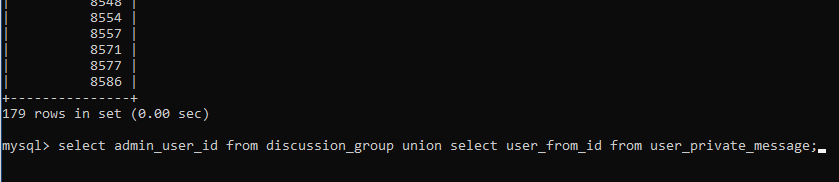 | 8548 |
| 8554 |
| 8557 |
| 8571 |
| 8577 |
| 8586 |
+---------------+
179 rows in set (0.00 sec)
mysql> select admin_user_id from discussion_group union select user_from_id from user_private_message;